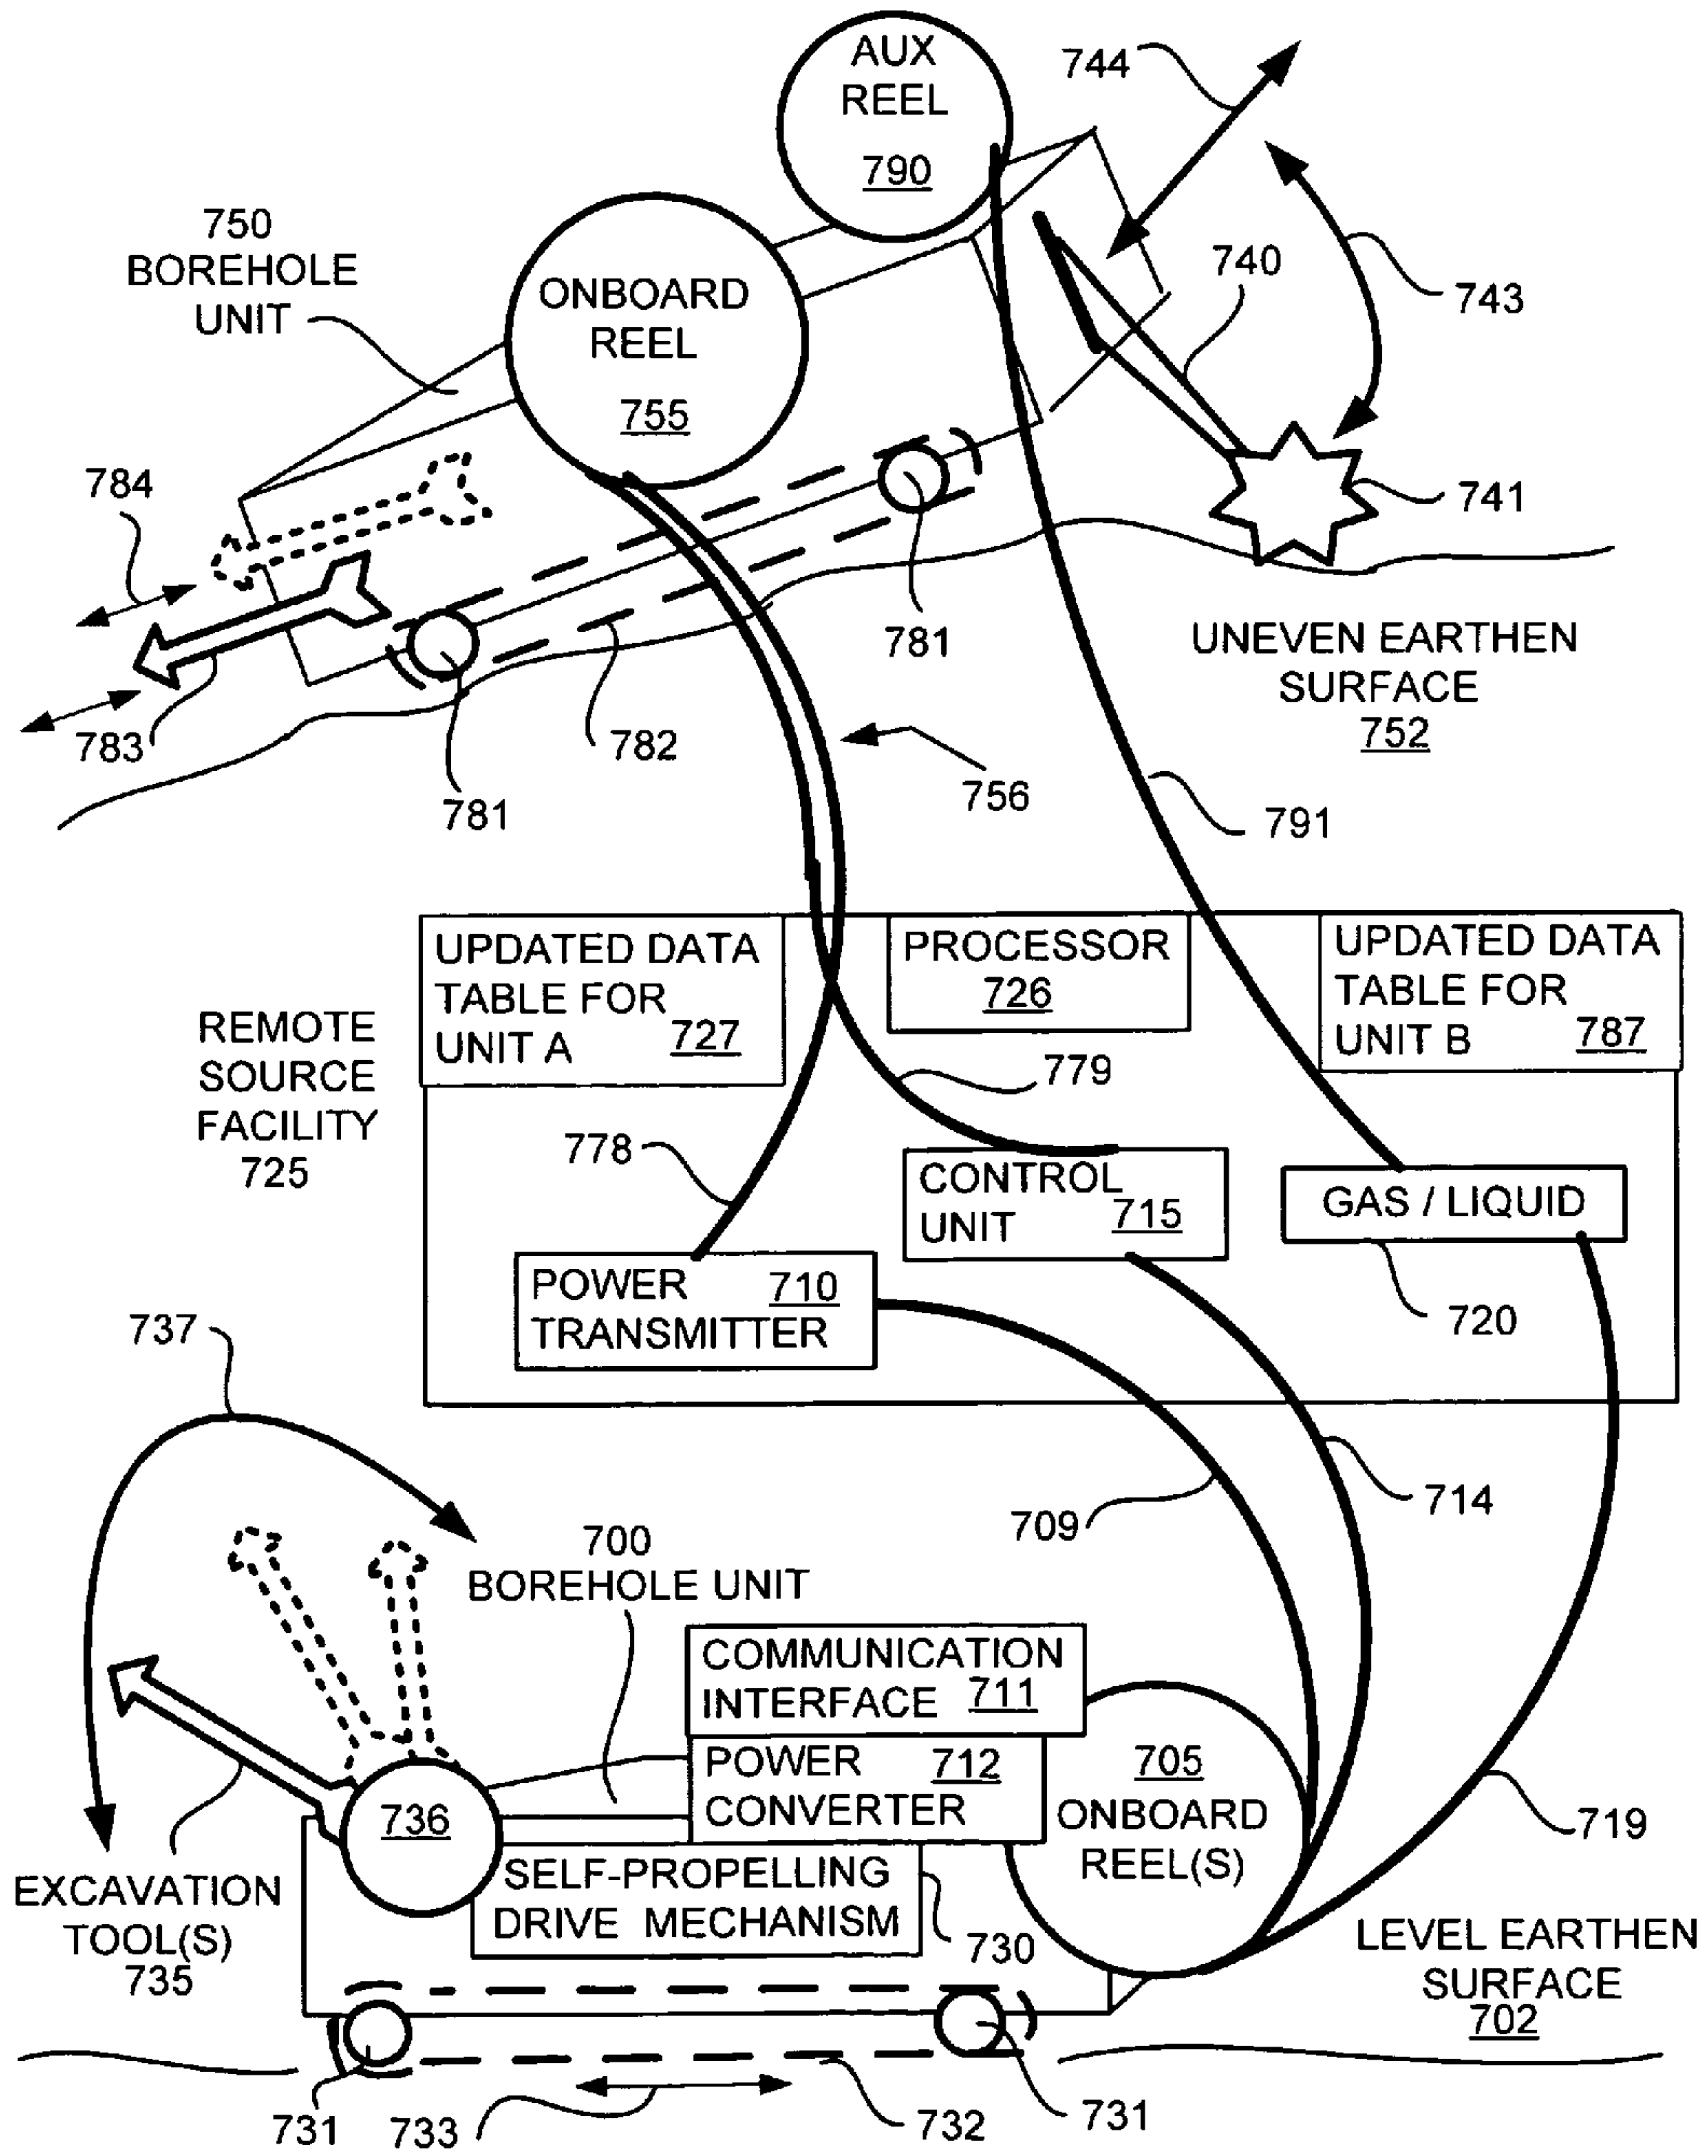 AUX
REEL
790
744
750
BOREHOLE
UNIT
ONBOARD
REEL
755
740
743
741
784
781
783
782
781
UNEVEN EARTHEN
SURFACE
752
756
791
UPDATED DATA
TABLE FOR
UNIT A 727
PROCESSOR
726
UPDATED DATA
TABLE FOR
UNIT B 787
REMOTE
SOURCE
FACILITY
725
779
778
CONTROL
UNIT 715
GAS / LIQUID
720
POWER 710
TRANSMITTER
737
709
714
700
BOREHOLE UNIT
COMMUNICATION
INTERFACE 711
POWER 712
CONVERTER
705
ONBOARD
REEL(S)
719
736
SELF-PROPELLING
DRIVE MECHANISM
730
EXCAVATION
TOOL(S)
735
LEVEL EARTHEN
SURFACE
702
731
733
732
731